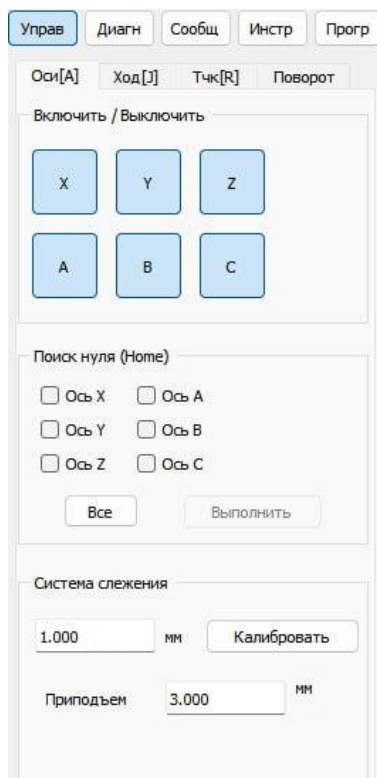 Управ Диагн Сообщ Инстр Прогр
Оси[A] Ход[J] Тчк[R] Поворот
Включить / Выключить
X Y Z
A B C
Поиск нуля (Home)
Ось X Ось A
Ось Y Ось B
Ось Z Ось C
Все Выполнить
Система слежения
1.000 мм Калибровать
Приподъем 3.000 мм